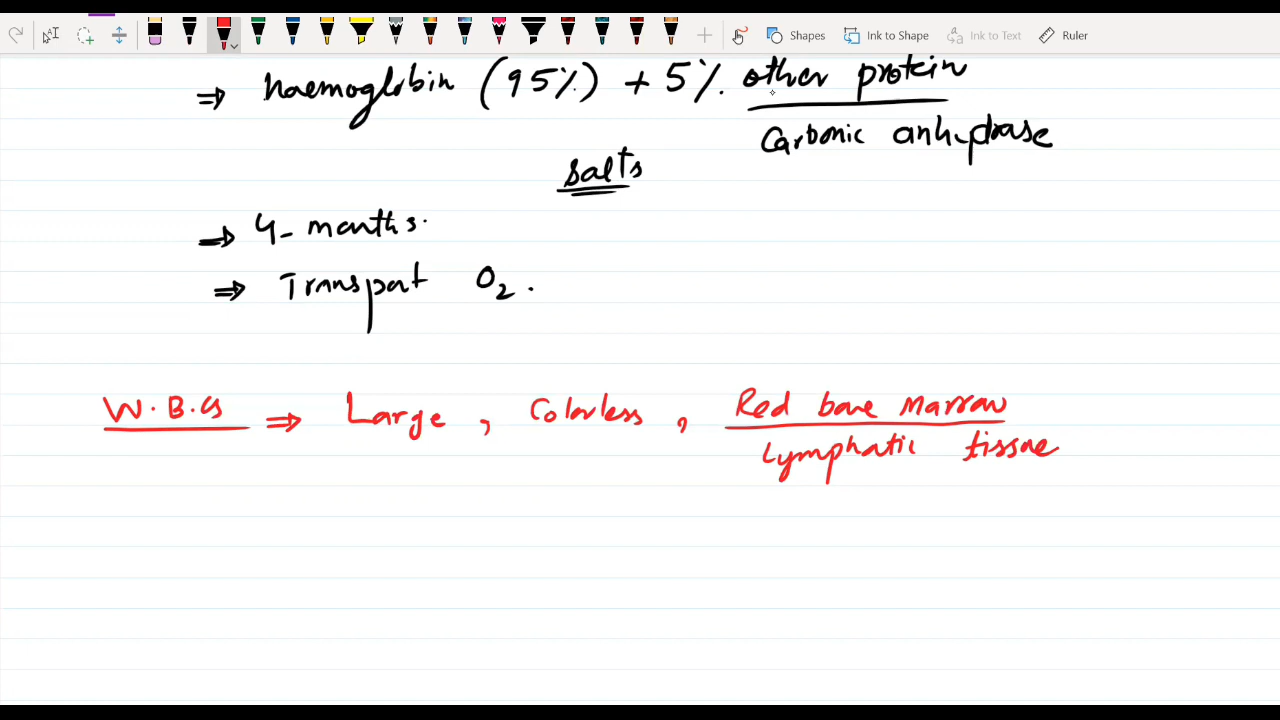 Shapes Ink to Shape Ink to Text Ruler
⇒ haemoglobin (95%) + 5% other protein
Carbonic anhydrase
salts
⇒ 4- months.
⇒ Transport O2.
W.B.Cs ⇒ Large, Colorless, Red bone Marrow
Lymphatic tissue